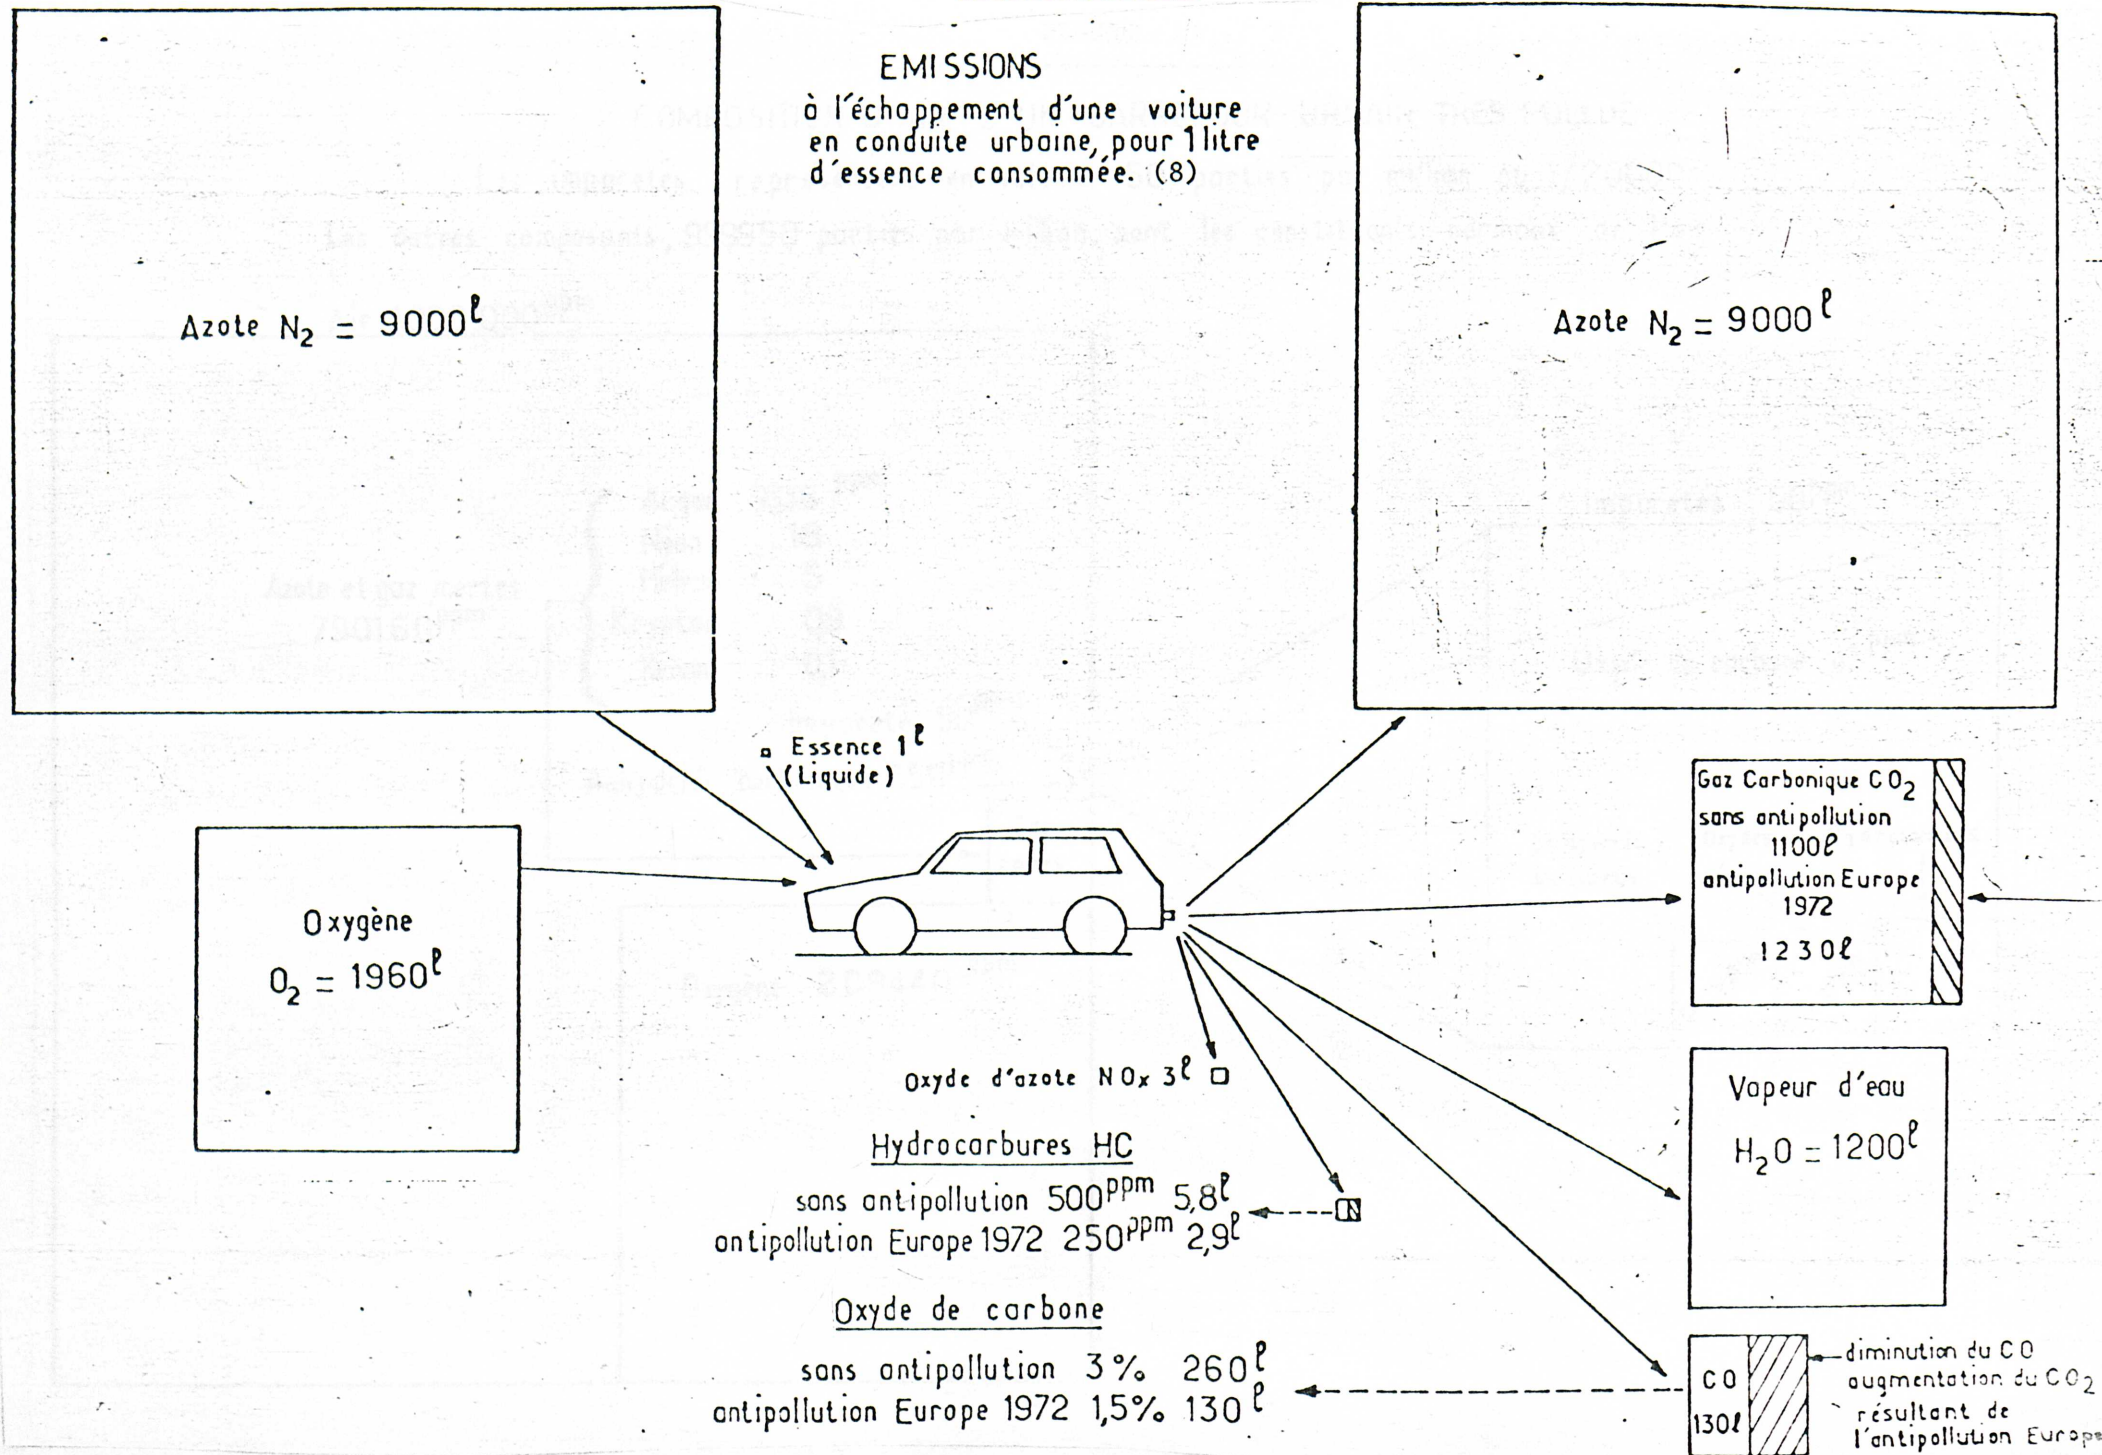 EMISSIONS
à l'échappement d'une voiture
en conduite urbaine, pour 1 litre
d'essence consommée. (8)
Azote N₂ = 9000ˡ
Azote N₂ = 9000ˡ
Essence 1ˡ
(Liquide)
Oxygène
O₂ = 1960ˡ
Gaz Carbonique CO₂
sans antipollution
1100l
antipollution Europe
1972
1230l
Oxyde d'azote NOx 3ˡ
Vapeur d'eau
H₂O = 1200ˡ
Hydrocarbures HC
sans antipollution 500ppm 5,8ˡ
antipollution Europe 1972 250ppm 2,9ˡ
Oxyde de carbone
sans antipollution 3% 260ˡ
antipollution Europe 1972 1,5% 130ˡ
CO
130l
diminution du CO
augmentation du CO₂
résultant de
l'antipollution Europe